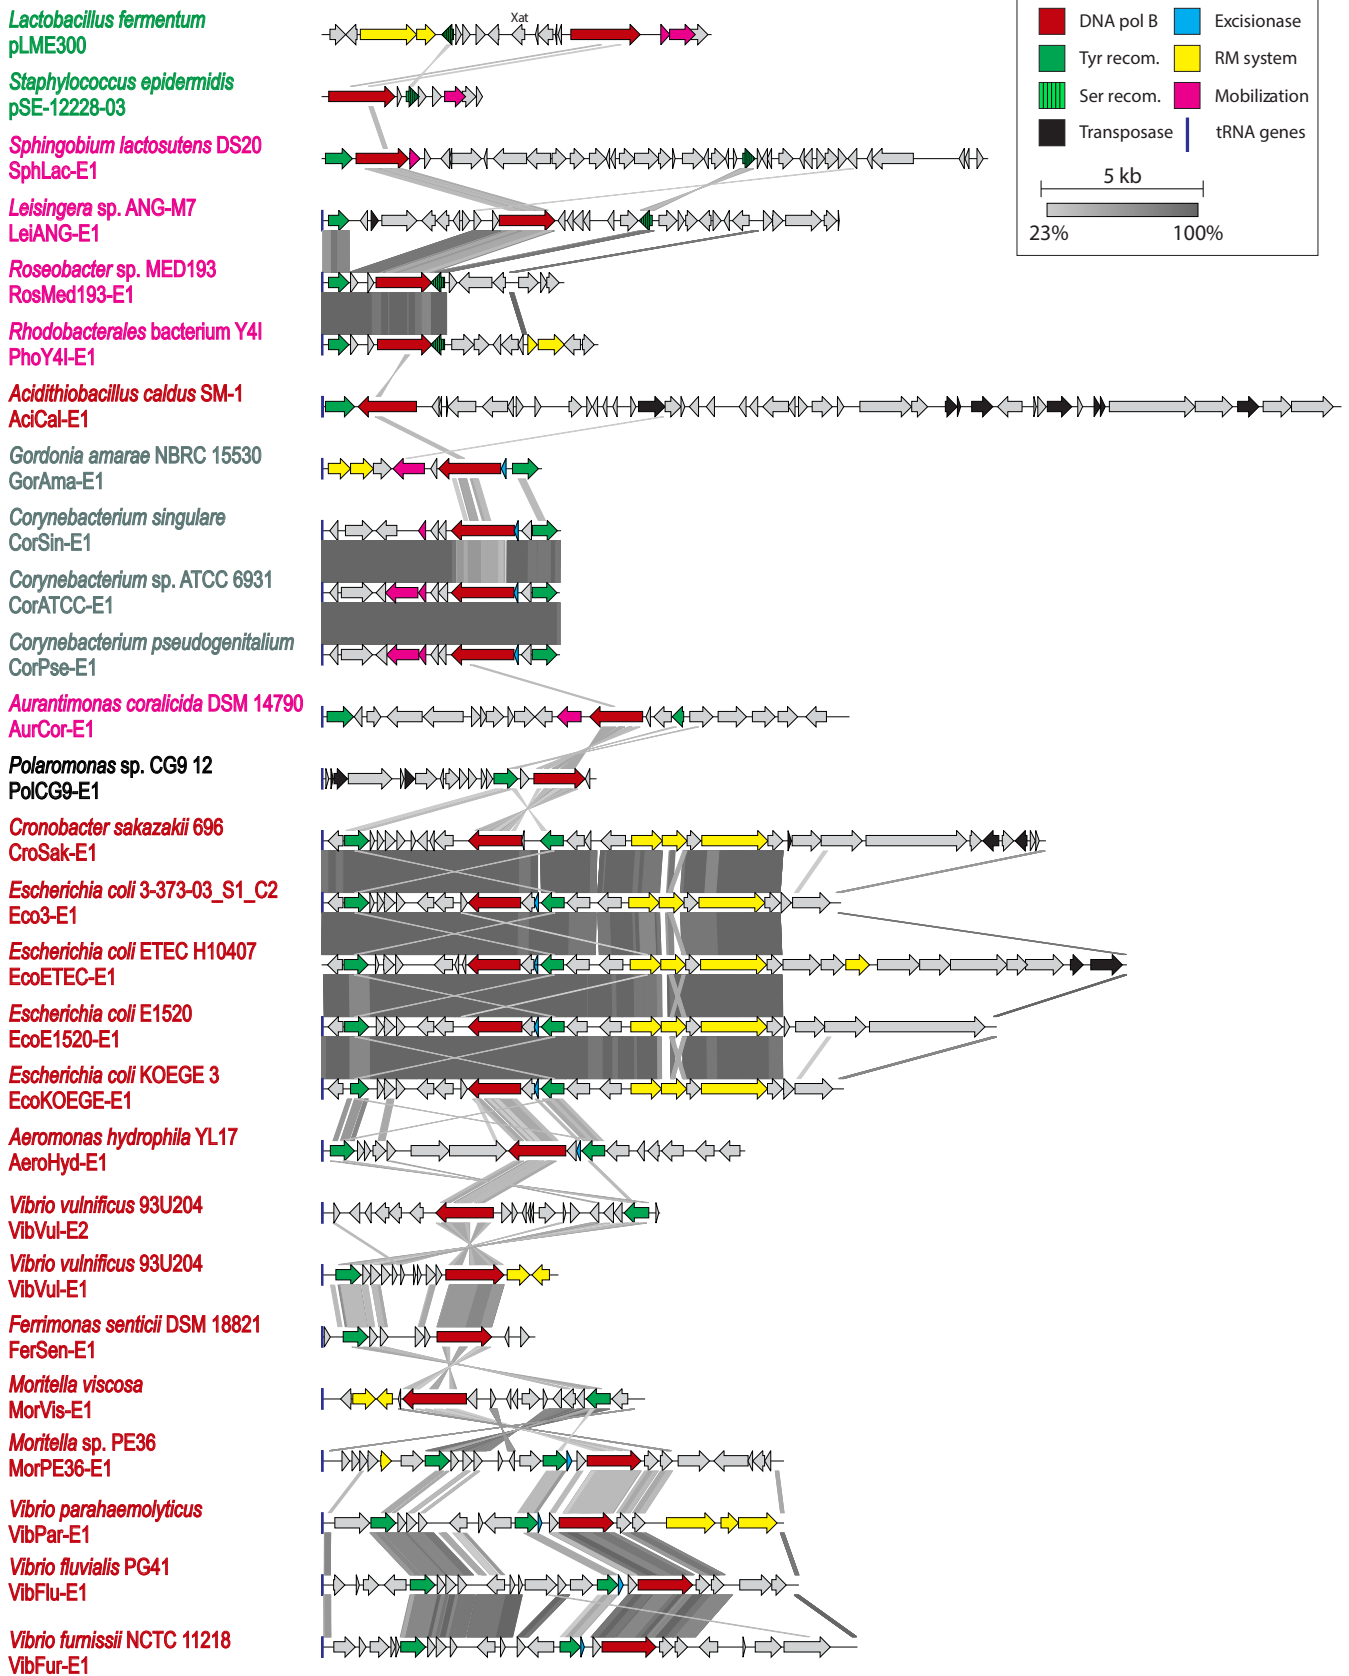 Lactobacillus fermentum
pLME300
Xat
Staphylococcus epidermidis
pSE-12228-03
Sphingobium lactosutens DS20
SphLac-E1
Leisingera sp. ANG-M7
LeiANG-E1
Roseobacter sp. MED193
RosMed193-E1
Rhodobacterales bacterium Y4I
PhoY4I-E1
Acidithiobacillus caldus SM-1
AciCal-E1
Gordonia amarae NBRC 15530
GorAma-E1
Corynebacterium singulare
CorSin-E1
Corynebacterium sp. ATCC 6931
CorATCC-E1
Corynebacterium pseudogenitalium
CorPse-E1
Aurantimonas coralicida DSM 14790
AurCor-E1
Polaromonas sp. CG9 12
PolCG9-E1
Cronobacter sakazakii 696
CroSak-E1
Escherichia coli 3-373-03_S1_C2
Eco3-E1
Escherichia coli ETEC H10407
EcoETEC-E1
Escherichia coli E1520
EcoE1520-E1
Escherichia coli KOEGE 3
EcoKOEGE-E1
Aeromonas hydrophila YL17
AeroHyd-E1
Vibrio vulnificus 93U204
VibVul-E2
Vibrio vulnificus 93U204
VibVul-E1
Ferrimonas senticii DSM 18821
FerSen-E1
Moritella viscosa
MorVis-E1
Moritella sp. PE36
MorPE36-E1
Vibrio parahaemolyticus
VibPar-E1
Vibrio fluvialis PG41
VibFlu-E1
Vibrio furnissii NCTC 11218
VibFur-E1
DNA pol B
Excisionase
Tyr recom.
RM system
Ser recom.
Mobilization
Transposase
tRNA genes
5 kb
23%
100%